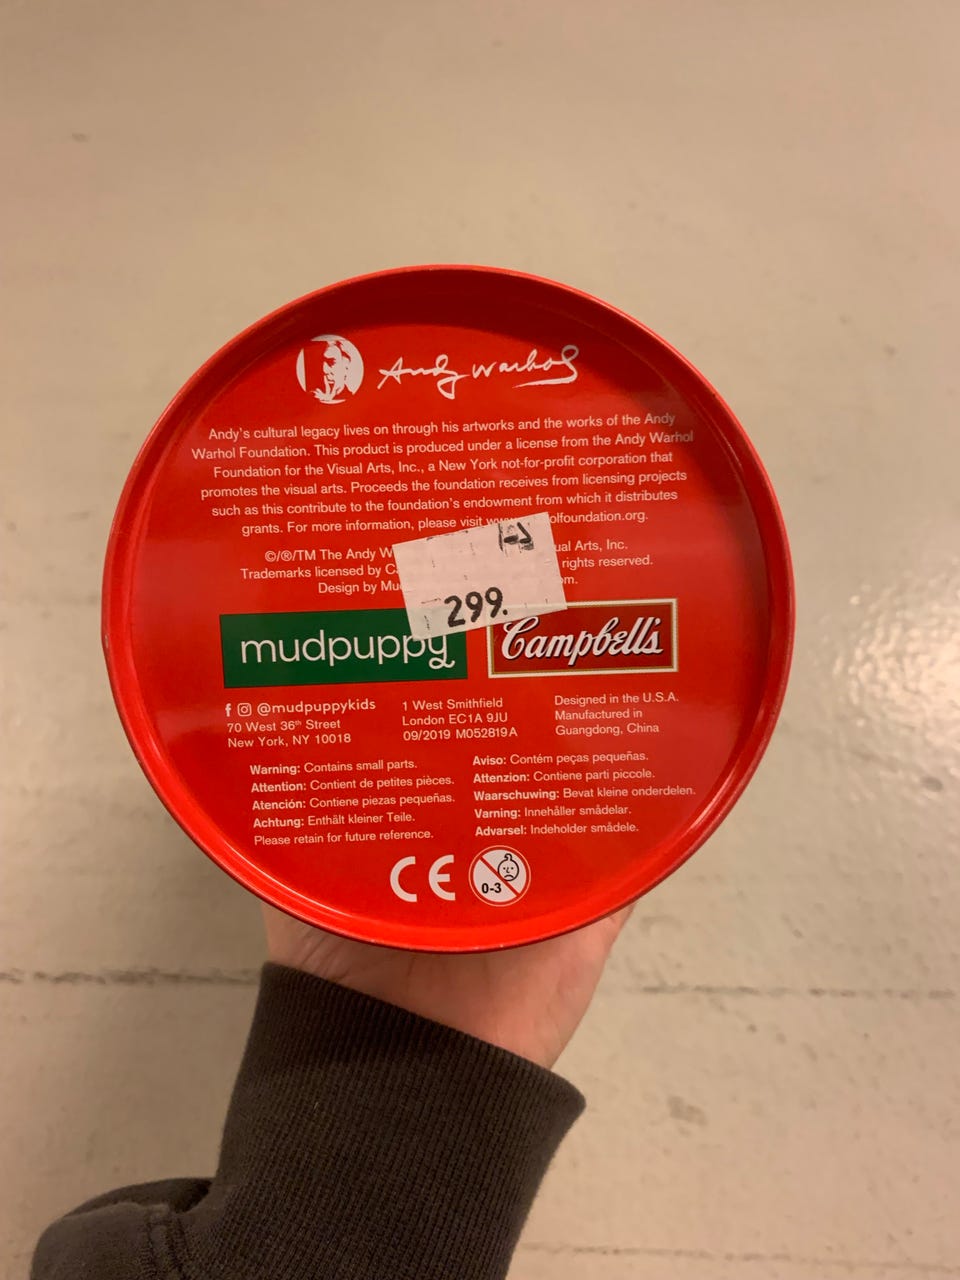 Andy Warhol
Andy's cultural legacy lives on through his artworks and the works of the Andy
Warhol Foundation. This product is produced under a license from the Andy Warhol
Foundation for the Visual Arts, Inc., a New York not-for-profit corporation that
promotes the visual arts. Proceeds the foundation receives from licensing projects
such as this contribute to the foundation's endowment from which it distributes
grants. For more information, please visit olfoundation.org.
©/®/TM The Andy W ual Arts, Inc.
Trademarks licensed by C rights reserved.
Design by Mu om.
299.
mudpuppy
Campbell's
@mudpuppykids
70 West 36th Street
New York, NY 10018
1 West Smithfield
London EC1A 9JU
09/2019 M052819A
Designed in the U.S.A.
Manufactured in
Guangdong, China
Warning: Contains small parts.
Attention: Contient de petites pièces.
Atención: Contiene piezas pequeñas.
Achtung: Enthält kleiner Teile.
Please retain for future reference.
Aviso: Contém peças pequeñas.
Attenzion: Contiene parti piccole.
Waarschuwing: Bevat kleine onderdelen.
Varning: Innehåller smådelar.
Advarsel: Indeholder smådele.
CE
0-3